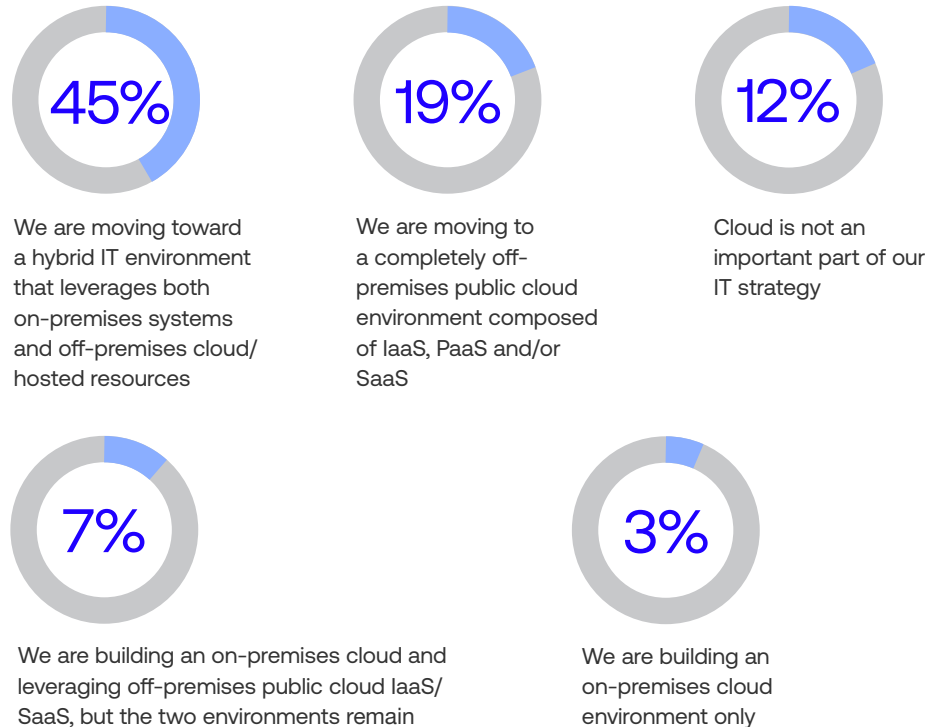 45%
We are moving toward
a hybrid IT environment
that leverages both
on-premises systems
and off-premises cloud/
hosted resources
19%
We are moving to
a completely off-
premises public cloud
environment composed
of IaaS, PaaS and/or
SaaS
12%
Cloud is not an
important part of our
IT strategy
7%
We are building an on-premises cloud and
leveraging off-premises public cloud IaaS/
SaaS, but the two environments remain
3%
We are building an
on-premises cloud
environment only